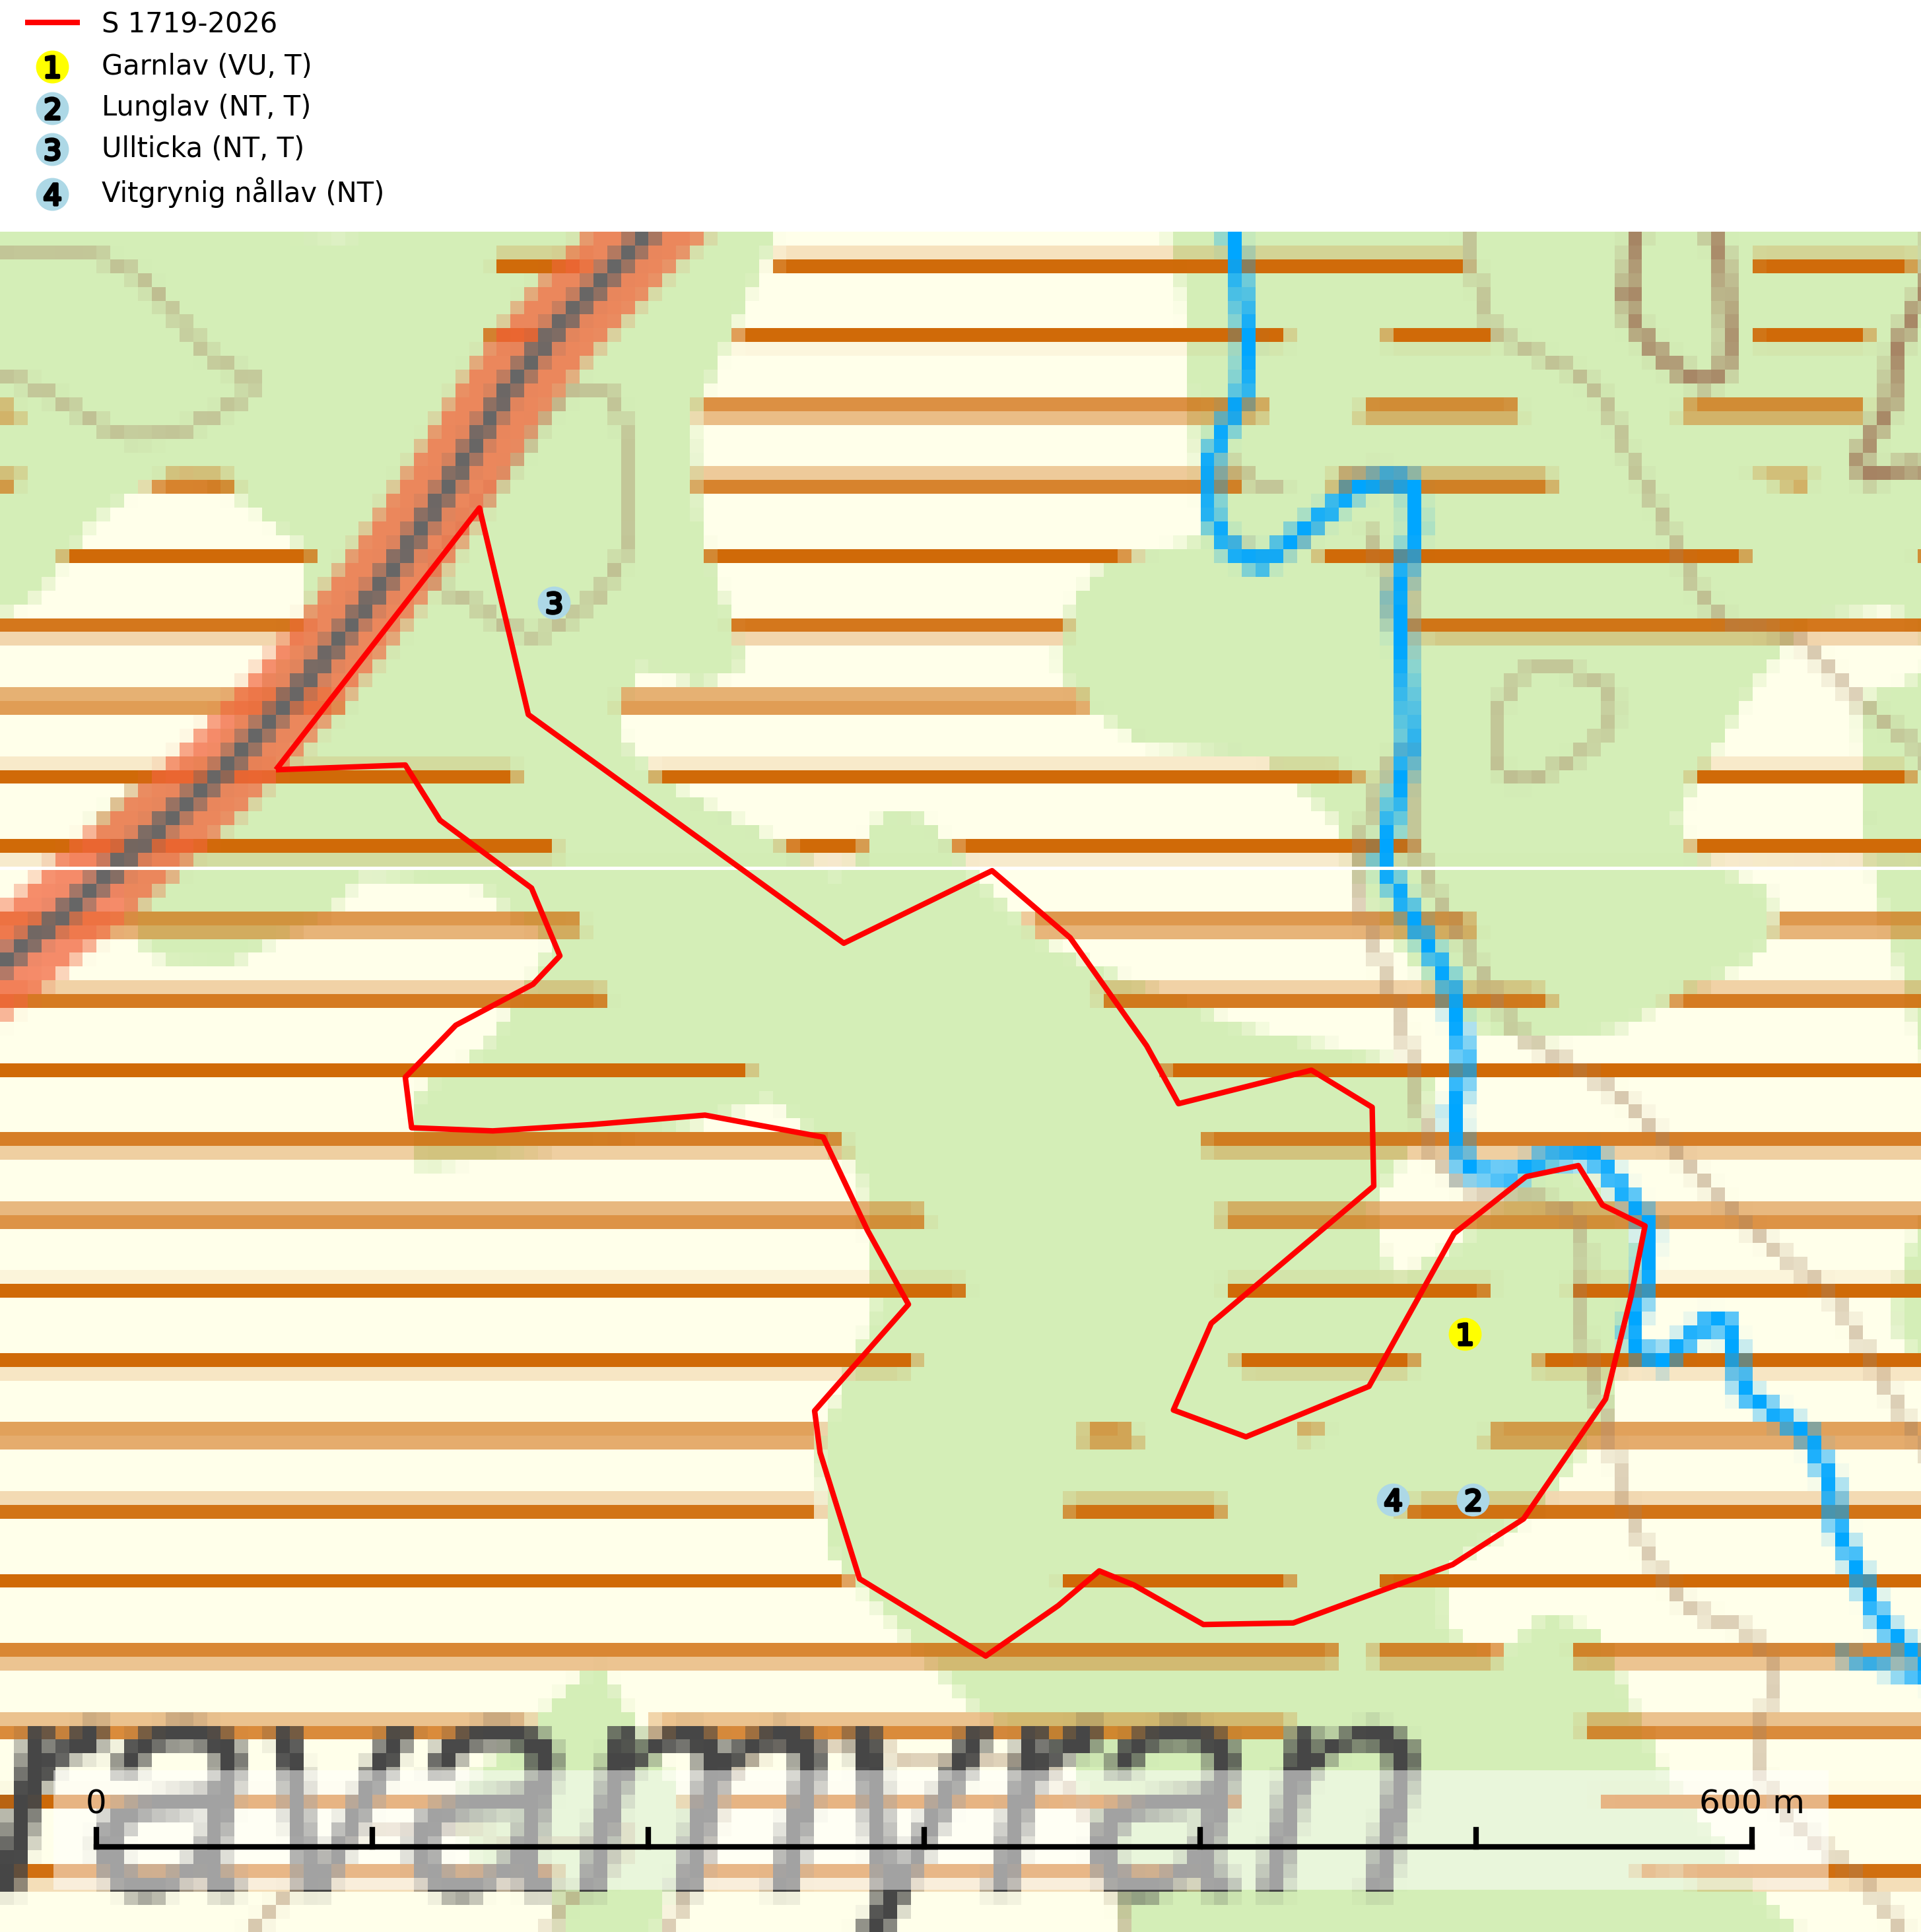 S 1719-2026
1 Garnlav (VU, T)
2 Lunglav (NT, T)
3 Ullticka (NT, T)
4 Vitgrynig nållav (NT)
3
1
4 2
ravamyran
0 600 m